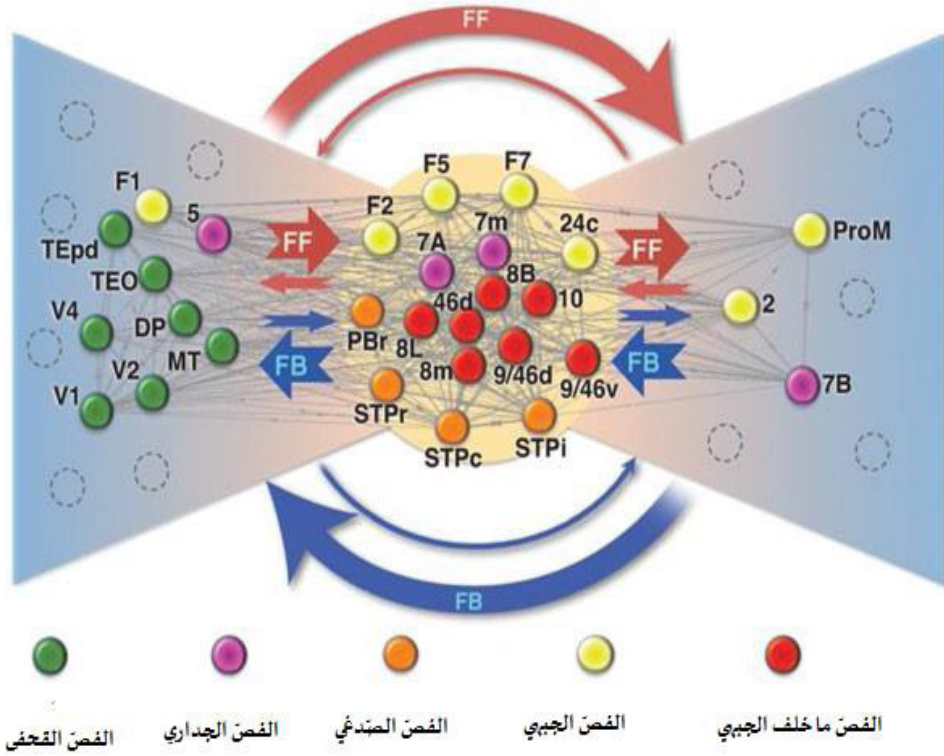 FF
F5
F7
F1
F2
7m
24c
5
7A
TEpd
FF
FF
ProM
TEO
8B
46d
10
2
V4
DP
PBr
8L
MT
8m
9/46d
9/46v
FB
FB
V2
7B
V1
STPr
STPc
STPi
FB
الفصّ القحفى
الفصّ الجداري
الفصّ الصّدغي
الفصّ الجبهي
الفصّ ما خلف الجبهي